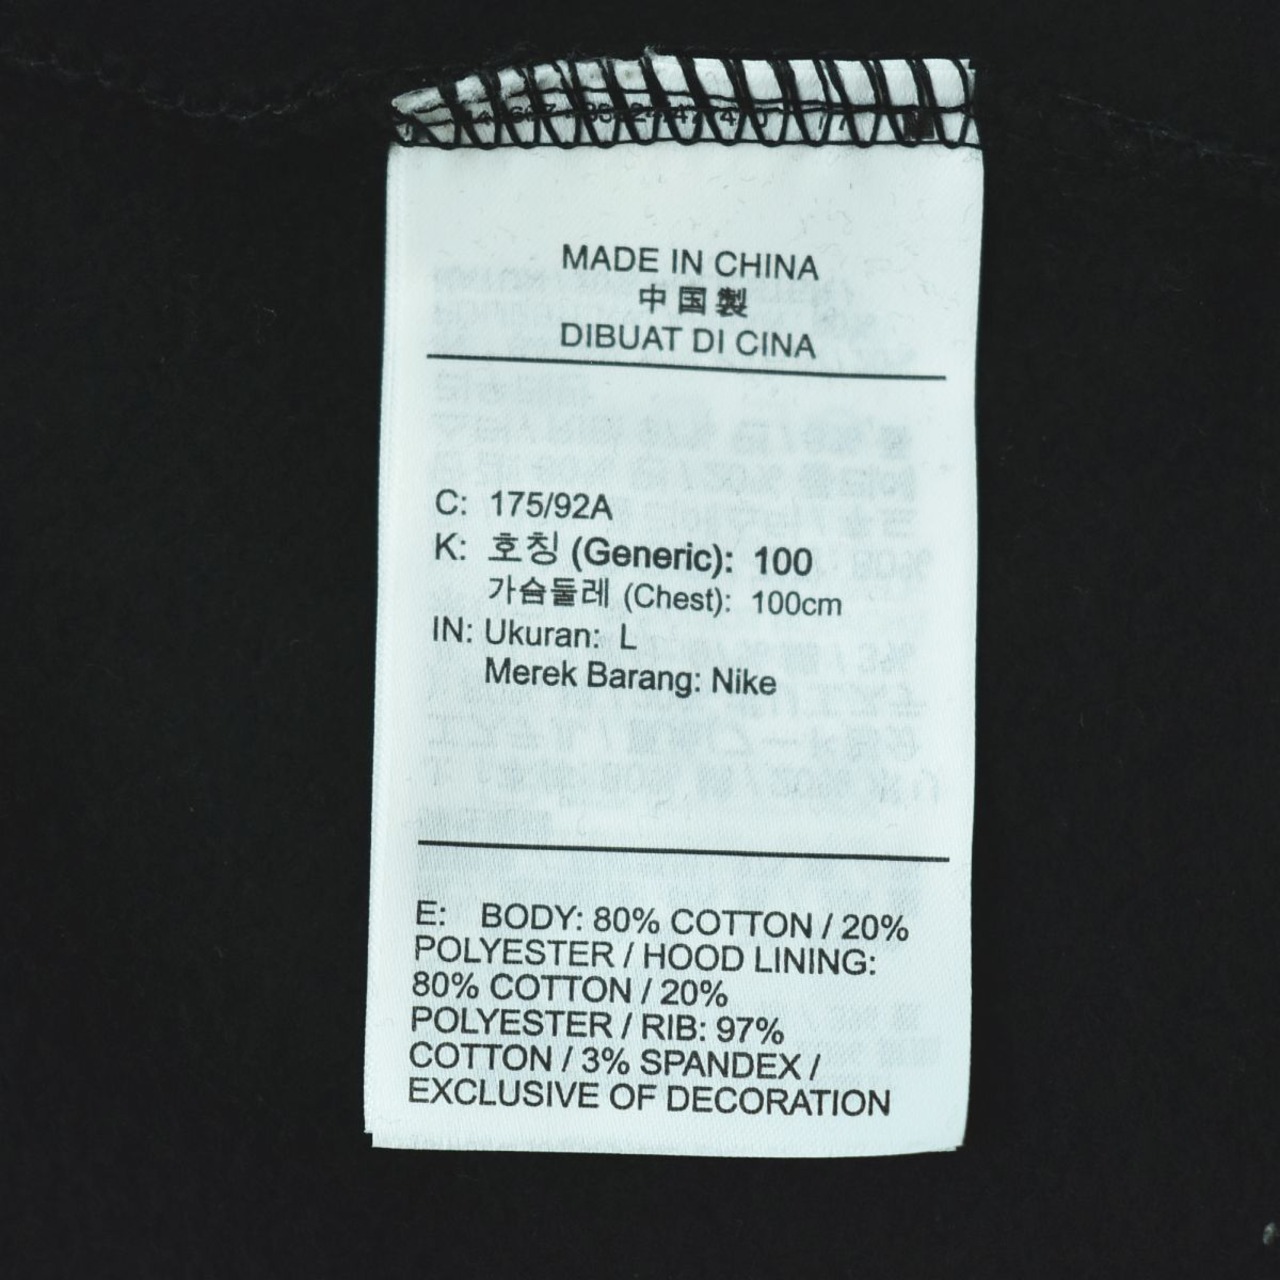 MADE IN CHINA
中国製
DIBUAT DI CINA
C: 175/92A
K: 호칭 (Generic): 100
가슴둘레 (Chest): 100cm
IN: Ukuran: L
Merek Barang: Nike
E: BODY: 80% COTTON / 20%
POLYESTER / HOOD LINING:
80% COTTON / 20%
POLYESTER / RIB: 97%
COTTON / 3% SPANDEX /
EXCLUSIVE OF DECORATION